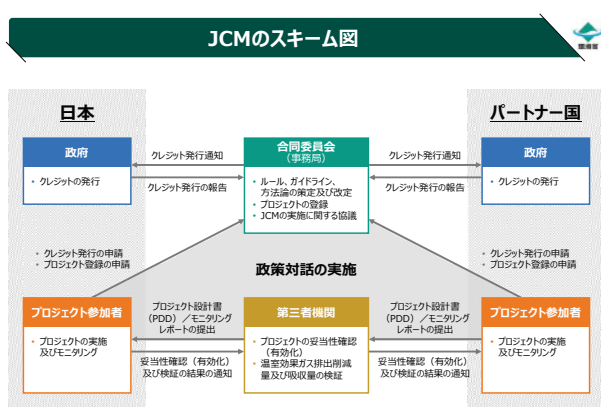 JCMのスキーム図
環境省
日本
パートナー国
政府
・ クレジットの発行
クレジット発行通知
クレジット発行の報告
合同委員会
（事務局）
・ ルール、ガイドライン、
方法論の策定及び改定
・ プロジェクトの登録
・ JCMの実施に関する協議
クレジット発行通知
クレジット発行の報告
政府
・ クレジットの発行
・ クレジット発行の申請
・ プロジェクト登録の申請
政策対話の実施
・ クレジット発行の申請
・ プロジェクト登録の申請
プロジェクト参加者
・ プロジェクトの実施
及びモニタリング
プロジェクト設計書
（PDD）／モニタリング
レポートの提出
妥当性確認（有効化）
及び検証の結果の通知
第三者機関
・ プロジェクトの妥当性確認
（有効化）
・ 温室効果ガス排出削減
量及び吸収量の検証
プロジェクト設計書
（PDD）／モニタリング
レポートの提出
妥当性確認（有効化）
及び検証の結果の通知
プロジェクト参加者
・ プロジェクトの実施
及びモニタリング